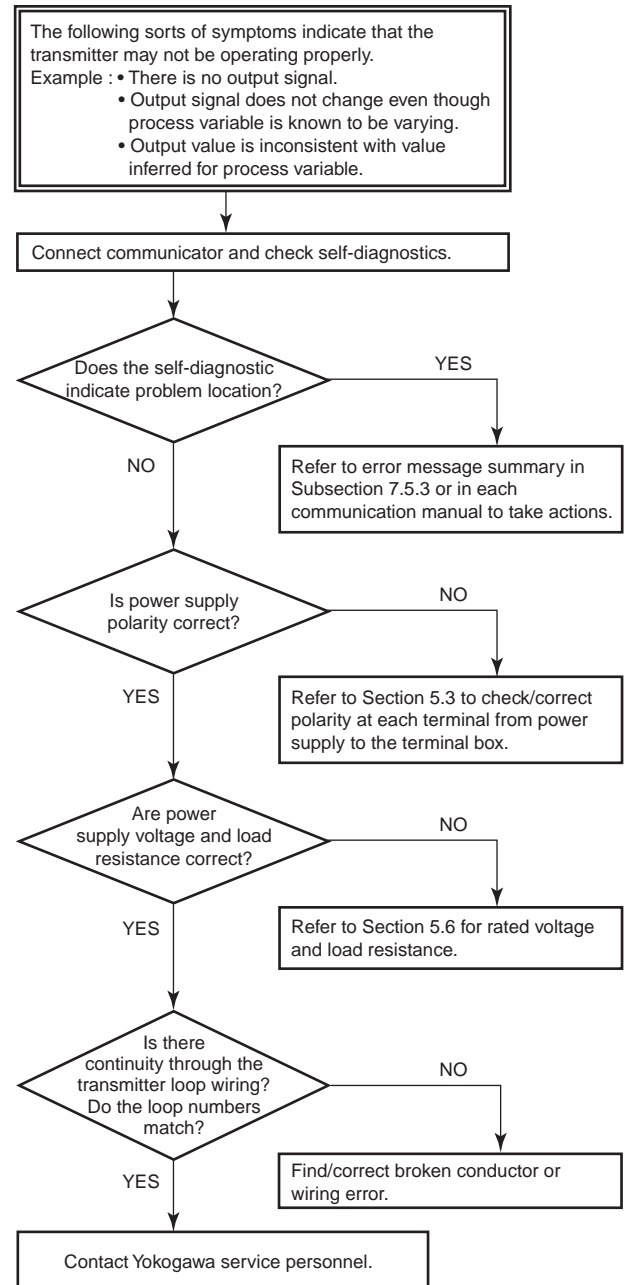 The following sorts of symptoms indicate that the
transmitter may not be operating properly.
Example : • There is no output signal.
• Output signal does not change even though
process variable is known to be varying.
• Output value is inconsistent with value
inferred for process variable.
Connect communicator and check self-diagnostics.
Does the self-diagnostic
indicate problem location?
YES
NO
Refer to error message summary in
Subsection 7.5.3 or in each
communication manual to take actions.
Is power supply
polarity correct?
NO
YES
Refer to Section 5.3 to check/correct
polarity at each terminal from power
supply to the terminal box.
Are power
supply voltage and load
resistance correct?
NO
YES
Refer to Section 5.6 for rated voltage
and load resistance.
Is there
continuity through the
transmitter loop wiring?
Do the loop numbers
match?
NO
YES
Find/correct broken conductor or
wiring error.
Contact Yokogawa service personnel.